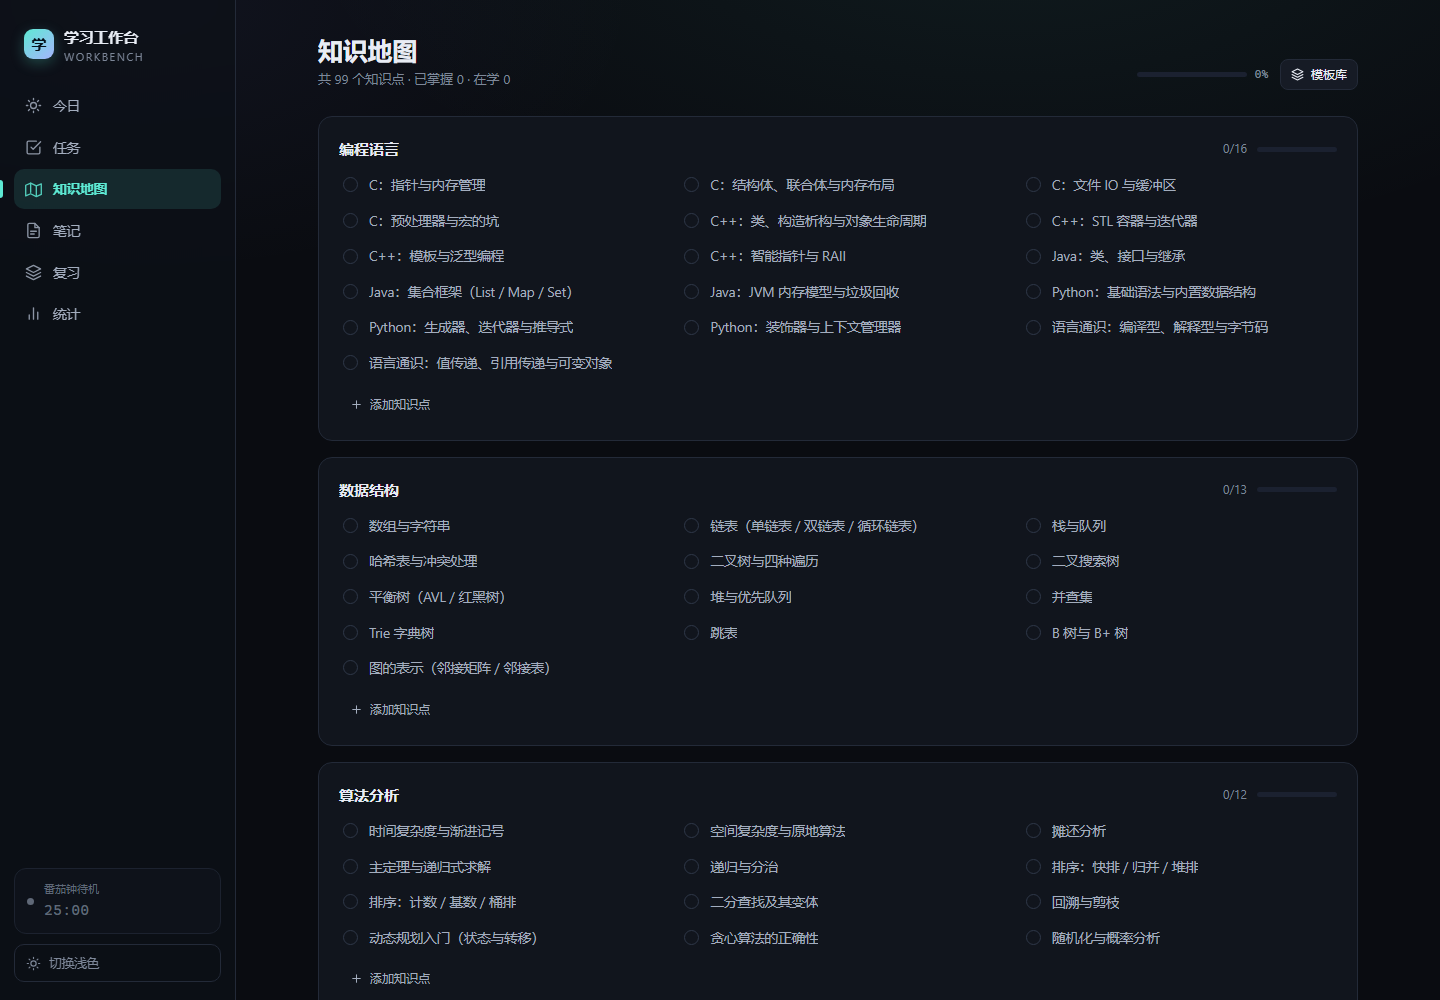 学
学习工作台
WORKBENCH
今日
任务
知识地图
笔记
复习
统计
番茄钟待机
25:00
切换浅色
知识地图
共 99 个知识点 · 已掌握 0 · 在学 0
0%
模板库
编程语言
0/16
C：指针与内存管理
C：结构体、联合体与内存布局
C：文件 IO 与缓冲区
C：预处理器与宏的坑
C++：类、构造析构与对象生命周期
C++：STL 容器与迭代器
C++：模板与泛型编程
C++：智能指针与 RAII
Java：类、接口与继承
Java：集合框架（List / Map / Set）
Java：JVM 内存模型与垃圾回收
Python：基础语法与内置数据结构
Python：生成器、迭代器与推导式
Python：装饰器与上下文管理器
语言通识：编译型、解释型与字节码
语言通识：值传递、引用传递与可变对象
+ 添加知识点
数据结构
0/13
数组与字符串
链表（单链表 / 双链表 / 循环链表）
栈与队列
哈希表与冲突处理
二叉树与四种遍历
二叉搜索树
平衡树（AVL / 红黑树）
堆与优先队列
并查集
Trie 字典树
跳表
B 树与 B+ 树
图的表示（邻接矩阵 / 邻接表）
+ 添加知识点
算法分析
0/12
时间复杂度与渐进记号
空间复杂度与原地算法
摊还分析
主定理与递归式求解
递归与分治
排序：快排 / 归并 / 堆排
排序：计数 / 基数 / 桶排
二分查找及其变体
回溯与剪枝
动态规划入门（状态与转移）
贪心算法的正确性
随机化与概率分析
+ 添加知识点